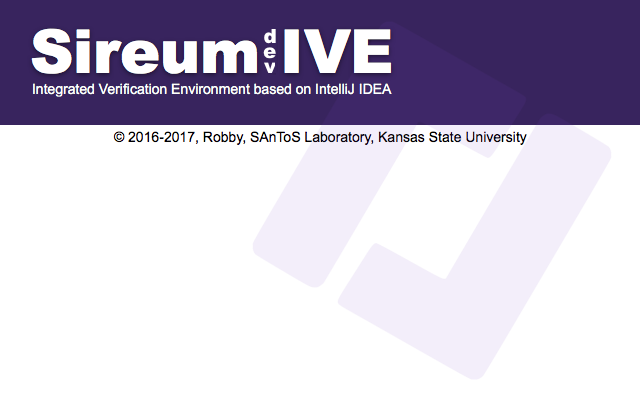 Sireum dev IVE
Integrated Verification Environment based on IntelliJ IDEA
© 2016-2017, Robby, SAnToS Laboratory, Kansas State University